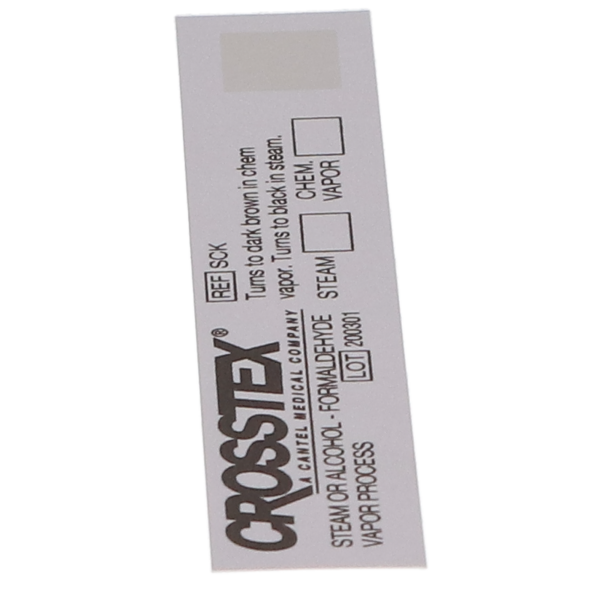 CROSSTEX®
A CANTEL MEDICAL COMPANY
STEAM OR ALCOHOL - FORMALDEHYDE
VAPOR PROCESS
LOT 200301
REF SCK
Turns to dark brown in chem
vapor. Turns to black in steam.
STEAM
CHEM.
VAPOR